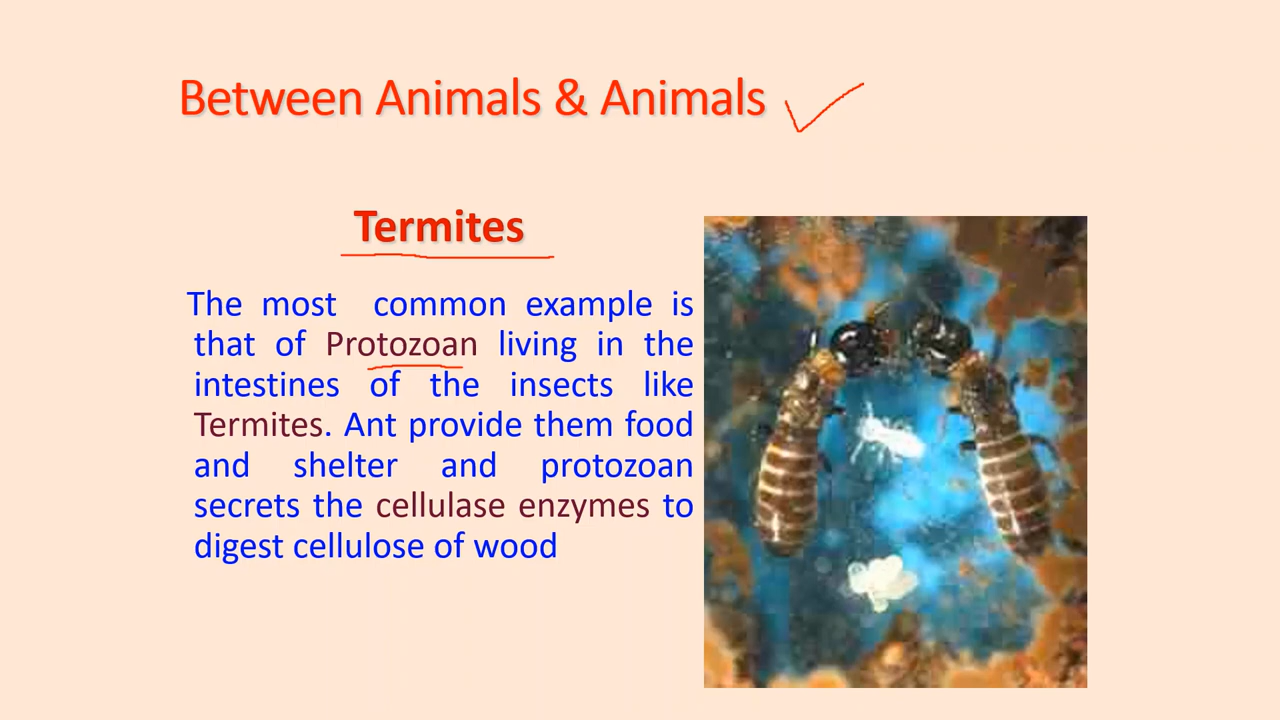 Between Animals & Animals
Termites
The most common example is
that of Protozoan living in the
intestines of the insects like
Termites. Ant provide them food
and shelter and protozoan
secrets the cellulase enzymes to
digest cellulose of wood